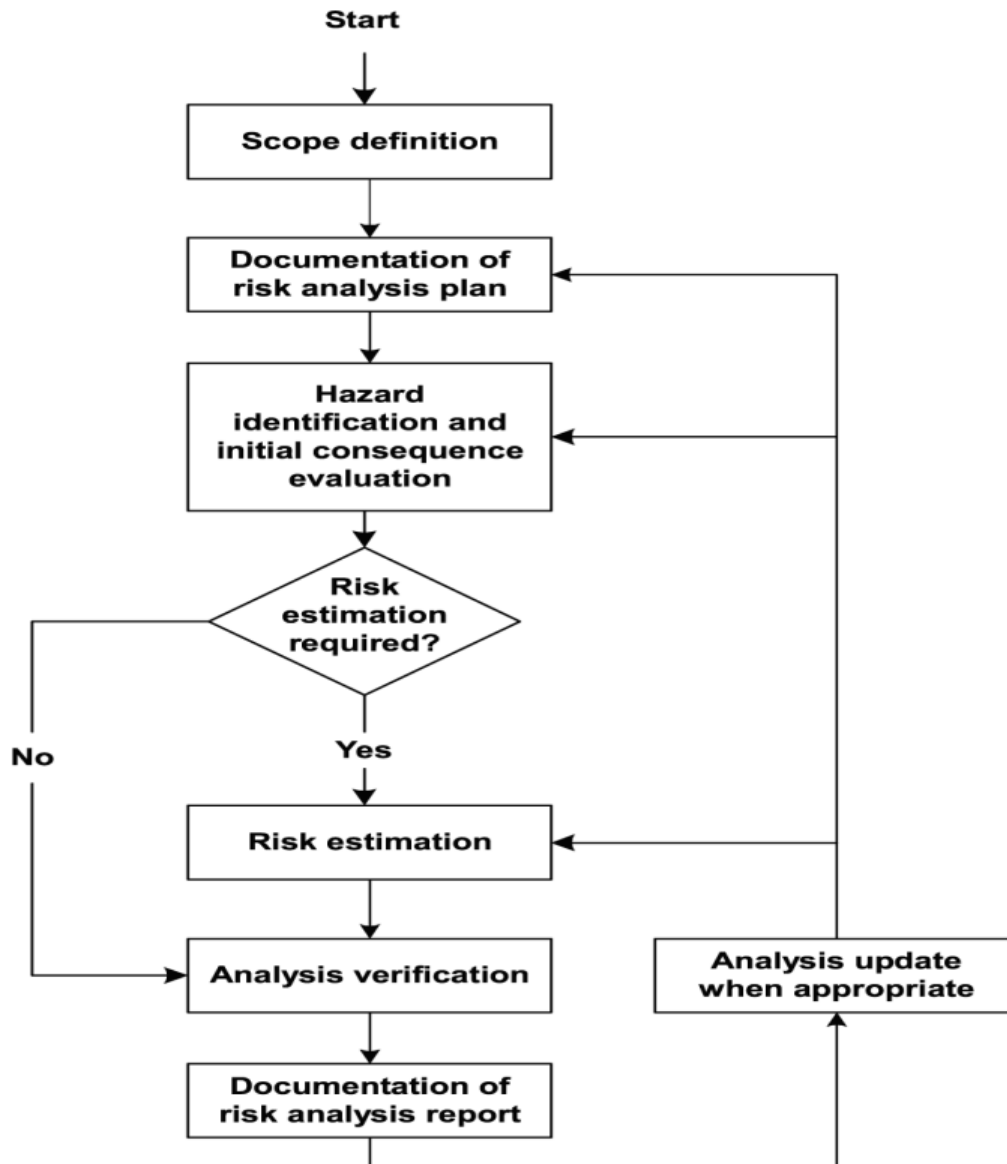 Start
Scope definition
Documentation of
risk analysis plan
Hazard
identification and
initial consequence
evaluation
Risk
estimation
required?
No
Yes
Risk estimation
Analysis verification
Analysis update
when appropriate
Documentation of
risk analysis report